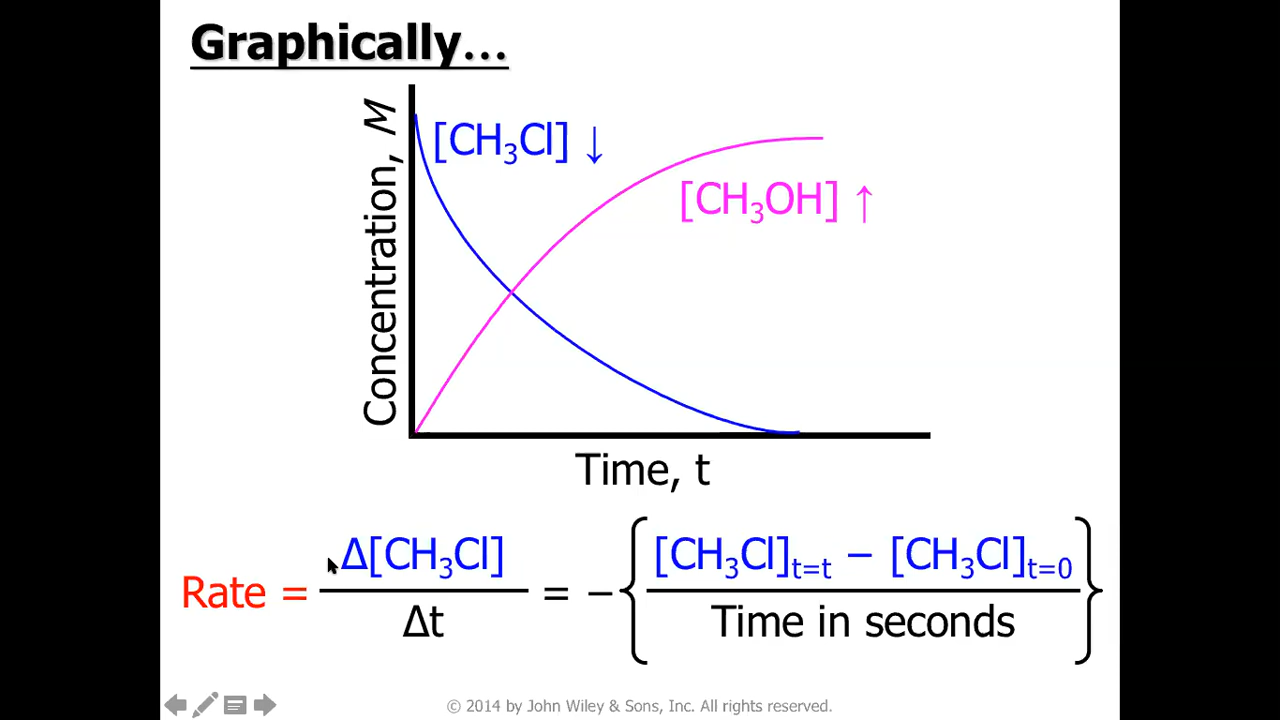 Graphically…
Concentration, M
[CH₃Cl] ↓
[CH₃OH] ↑
Time, t
Rate = Δ[CH₃Cl] / Δt = – { [CH₃Cl]ₜ₌ₜ – [CH₃Cl]ₜ₌₀ / Time in seconds }
© 2014 by John Wiley & Sons, Inc. All rights reserved.